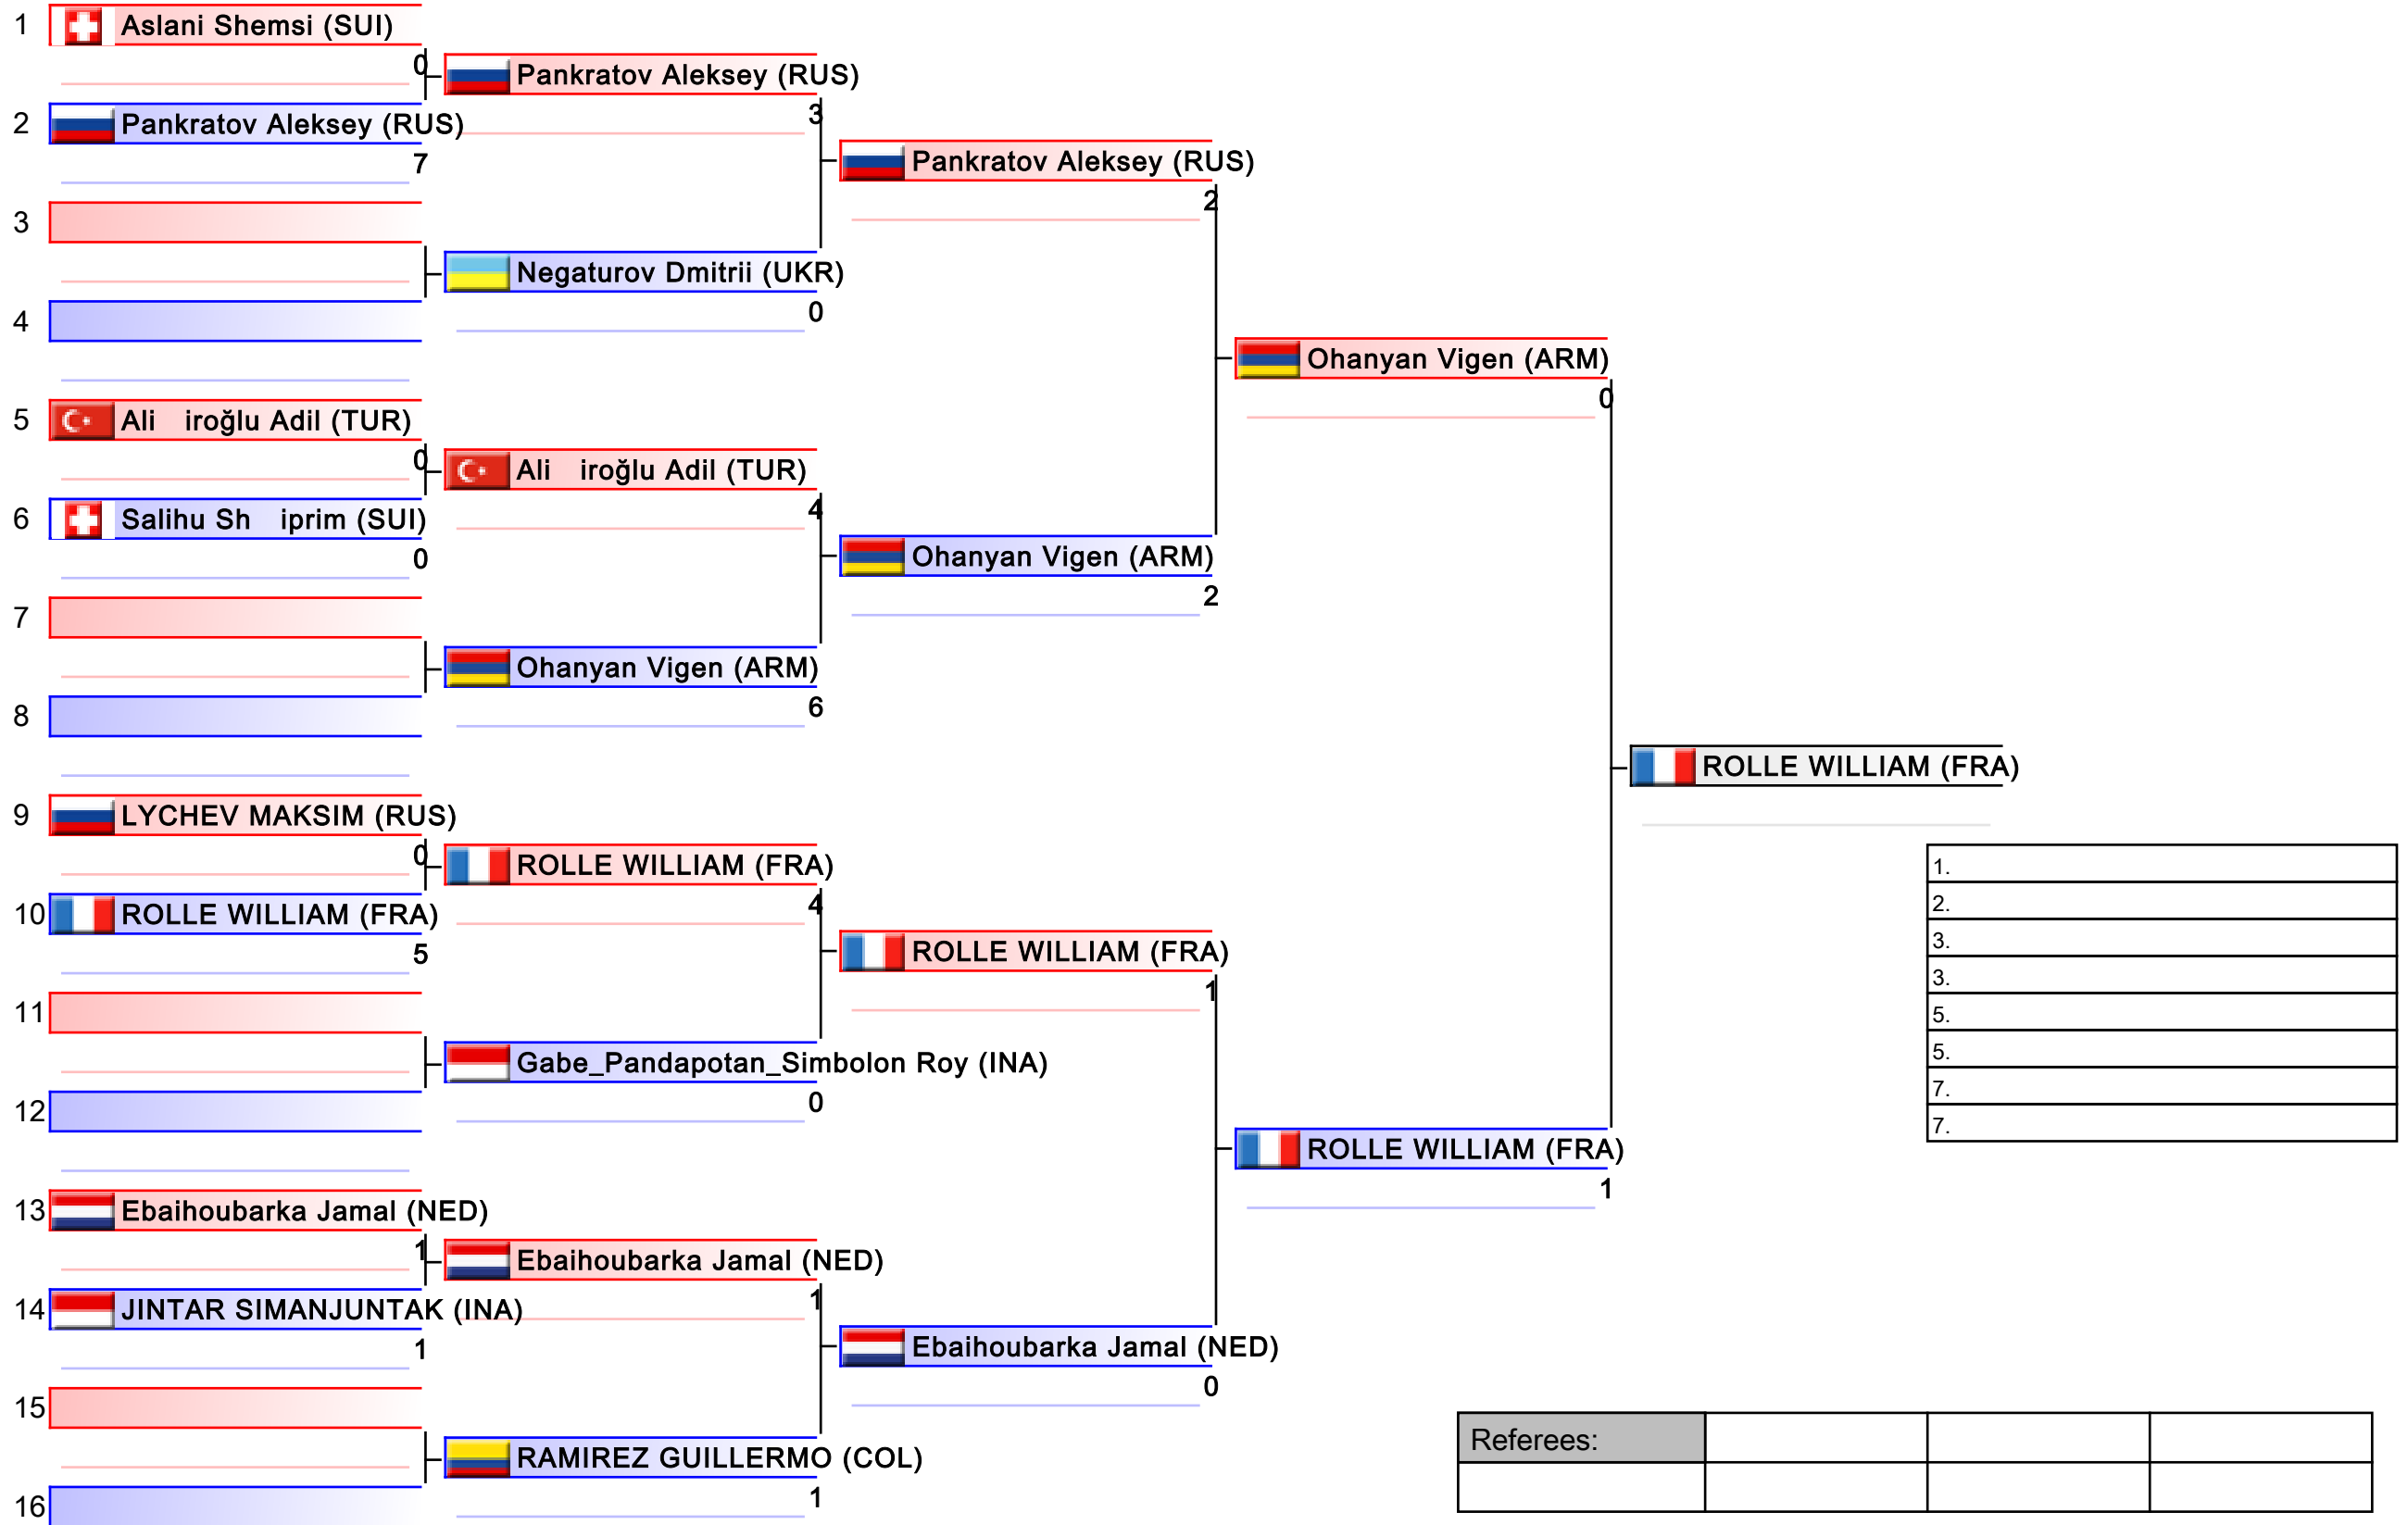 1 Aslani Shemsi (SUI)
0
Pankratov Aleksey (RUS)
3
2 Pankratov Aleksey (RUS)
7
Pankratov Aleksey (RUS)
2
3
Negaturov Dmitrii (UKR)
0
4
Ohanyan Vigen (ARM)
0
5 Ali iroğlu Adil (TUR)
0
Ali iroğlu Adil (TUR)
4
6 Salihu Sh iprim (SUI)
0
Ohanyan Vigen (ARM)
2
7
Ohanyan Vigen (ARM)
6
8
ROLLE WILLIAM (FRA)
9 LYCHEV MAKSIM (RUS)
0
ROLLE WILLIAM (FRA)
4
10 ROLLE WILLIAM (FRA)
5
ROLLE WILLIAM (FRA)
1
11
Gabe_Pandapotan_Simbolon Roy (INA)
0
12
ROLLE WILLIAM (FRA)
1
1.
2.
3.
3.
5.
5.
7.
7.
13 Ebaihoubarka Jamal (NED)
1
Ebaihoubarka Jamal (NED)
1
14 JINTAR SIMANJUNTAK (INA)
1
Ebaihoubarka Jamal (NED)
0
15
RAMIREZ GUILLERMO (COL)
1
16
Referees: